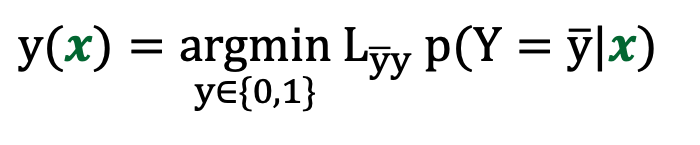 y(x) = argmin L_ȳy p(Y = ȳ|x)
y∈{0,1}